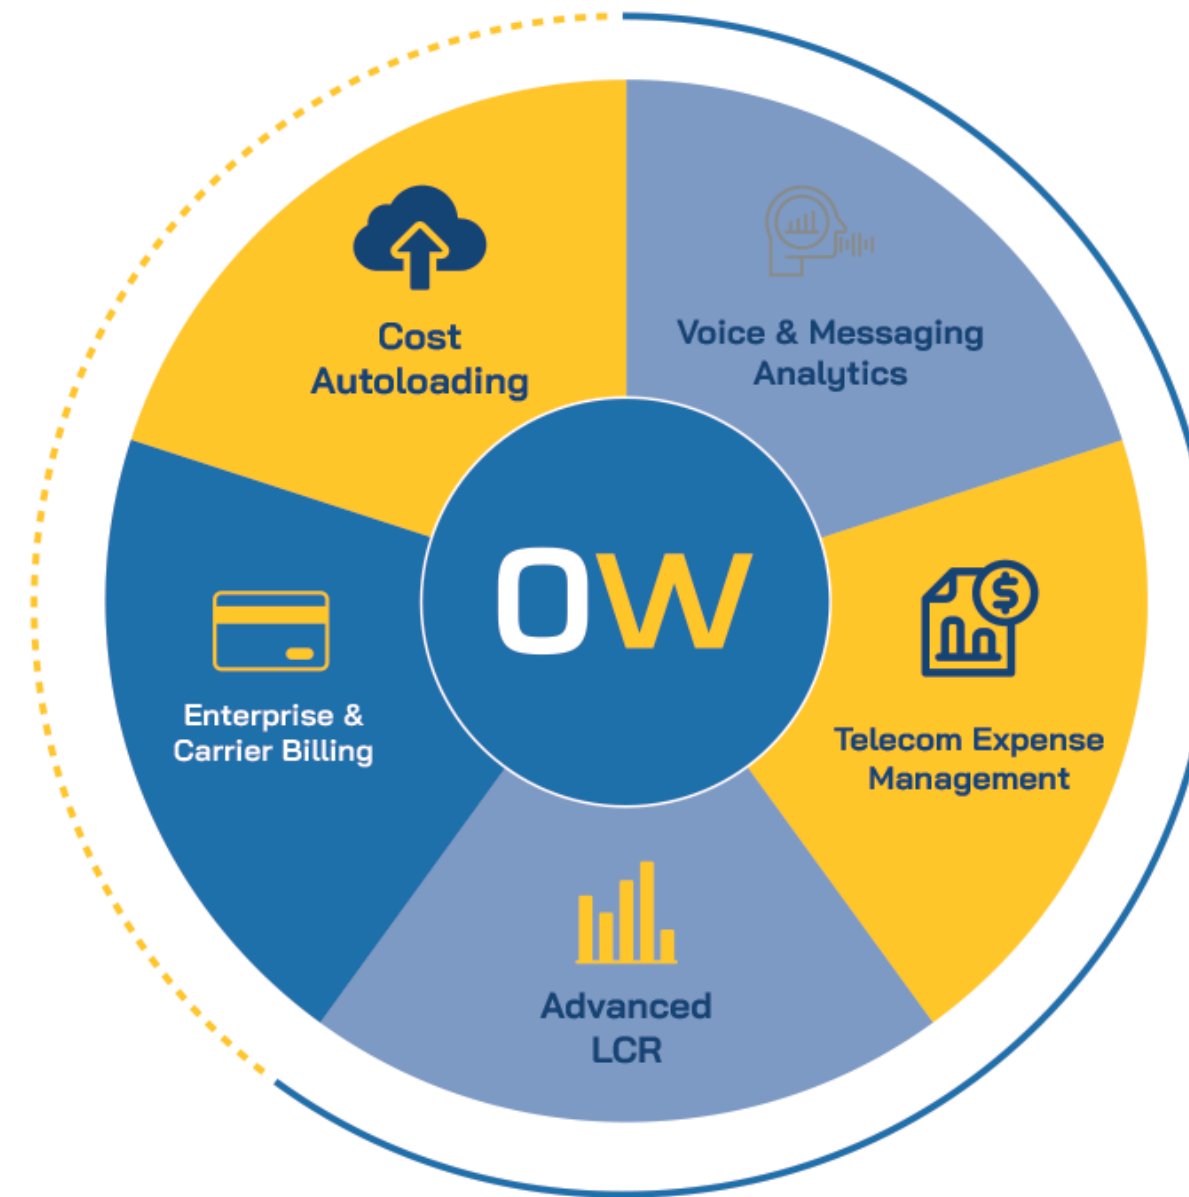 Cost
Autoloading
Voice & Messaging
Analytics
OW
Enterprise &
Carrier Billing
$
Telecom Expense
Management
Advanced
LCR